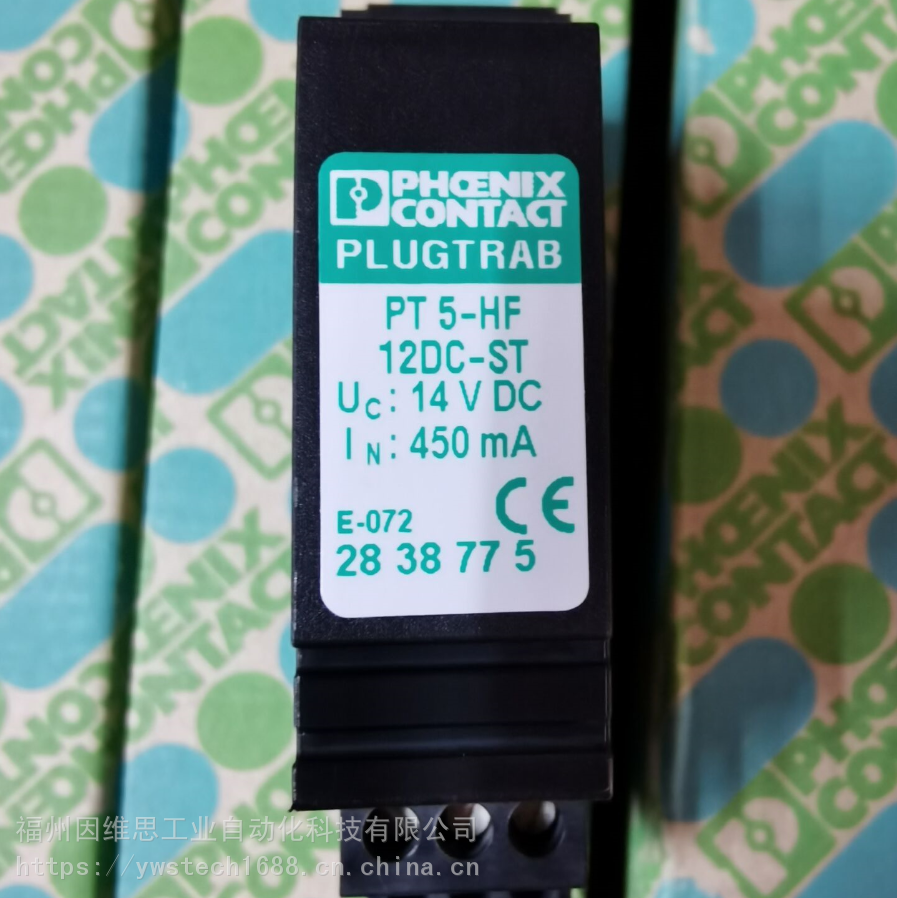 PHŒNIX
CONTACT
PLUGTRAB
PT 5-HF
12DC-ST
UC: 14 V DC
IN: 450 mA
E-072
CE
28 38 77 5
福州因维思工业自动化科技有限公司
https://ywstech1688.cn.china.cn